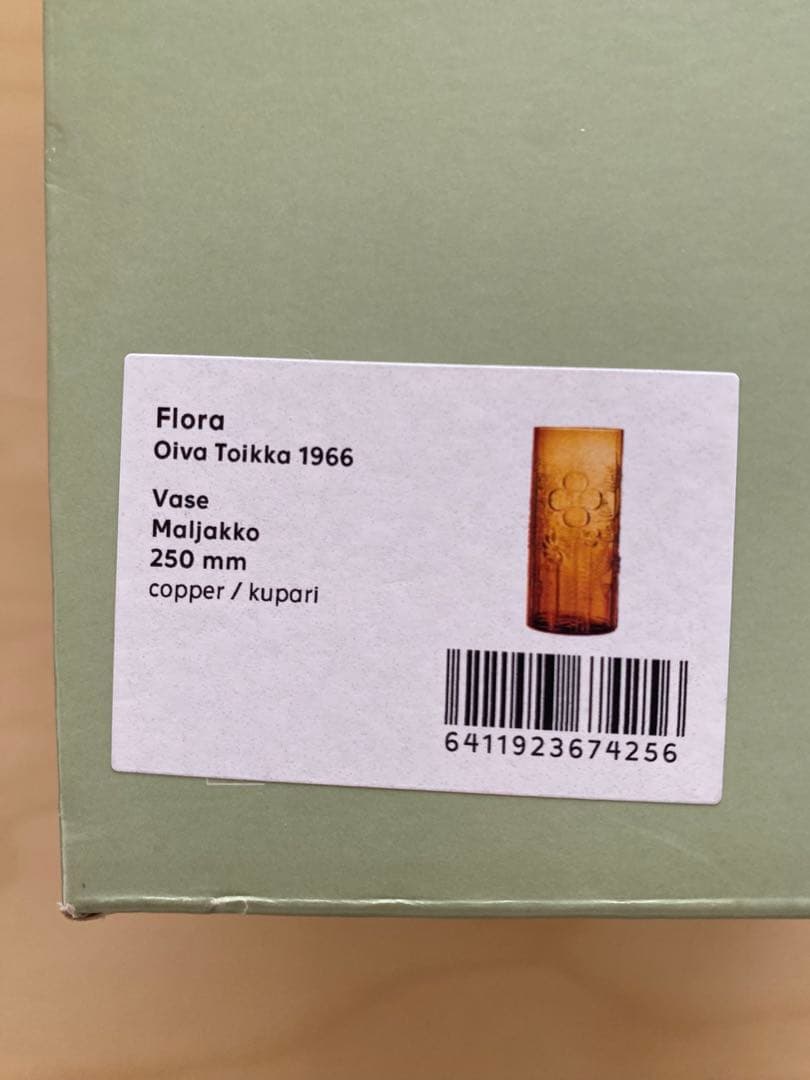 Flora
Oiva Toikka 1966
Vase
Maljakko
250 mm
copper / kupari
6411923674256